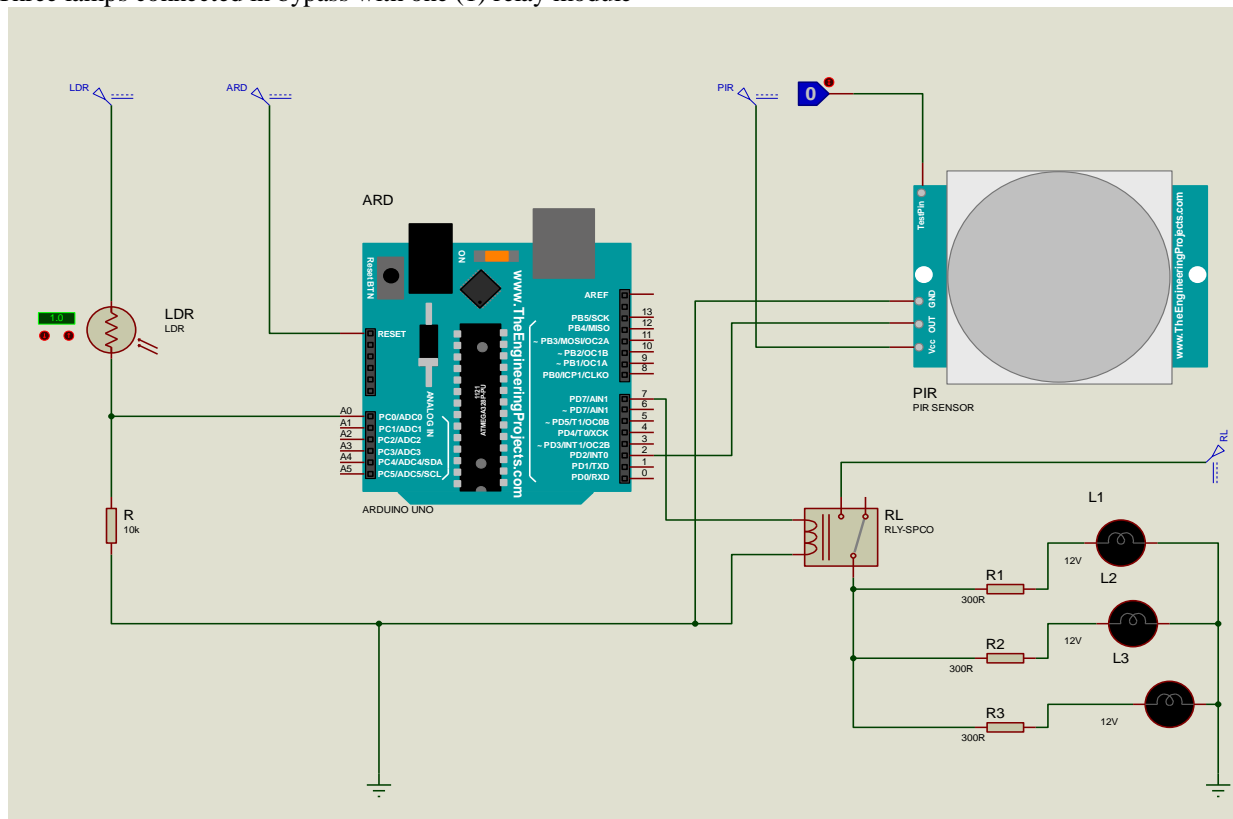 Three lamps connected in bypass with one (1) relay module
LDR
ARD
PIR
0
TestPin
GND
OUT
Vcc
www.TheEngineeringProjects.com
PIR
PIR SENSOR
ARD
Reset BTN
ON
www.TheEngineeringProjects.com
ANALOG IN
1121
ATMEGA328P-PU
RESET
AREF
PB5/SCK 13
PB4/MISO 12
~ PB3/MOSI/OC2A 11
~ PB2/OC1B 10
~ PB1/OC1A 9
PB0/ICP1/CLKO 8
PD7/AIN1 7
~ PD7/AIN1 6
~ PD5/T1/OC0B 5
PD4/T0/XCK 4
~ PD3/INT1/OC2B 3
PD2/INT0 2
PD1/TXD 1
PD0/RXD 0
A0 PC0/ADC0
A1 PC1/ADC1
A2 PC2/ADC2
A3 PC3/ADC3
A4 PC4/ADC4/SDA
A5 PC5/ADC5/SCL
ARDUINO UNO
1.0
LDR
LDR
R
10k
RL
RL
RLY-SPCO
L1
12V
L2
12V
L3
12V
R1
300R
R2
300R
R3
300R